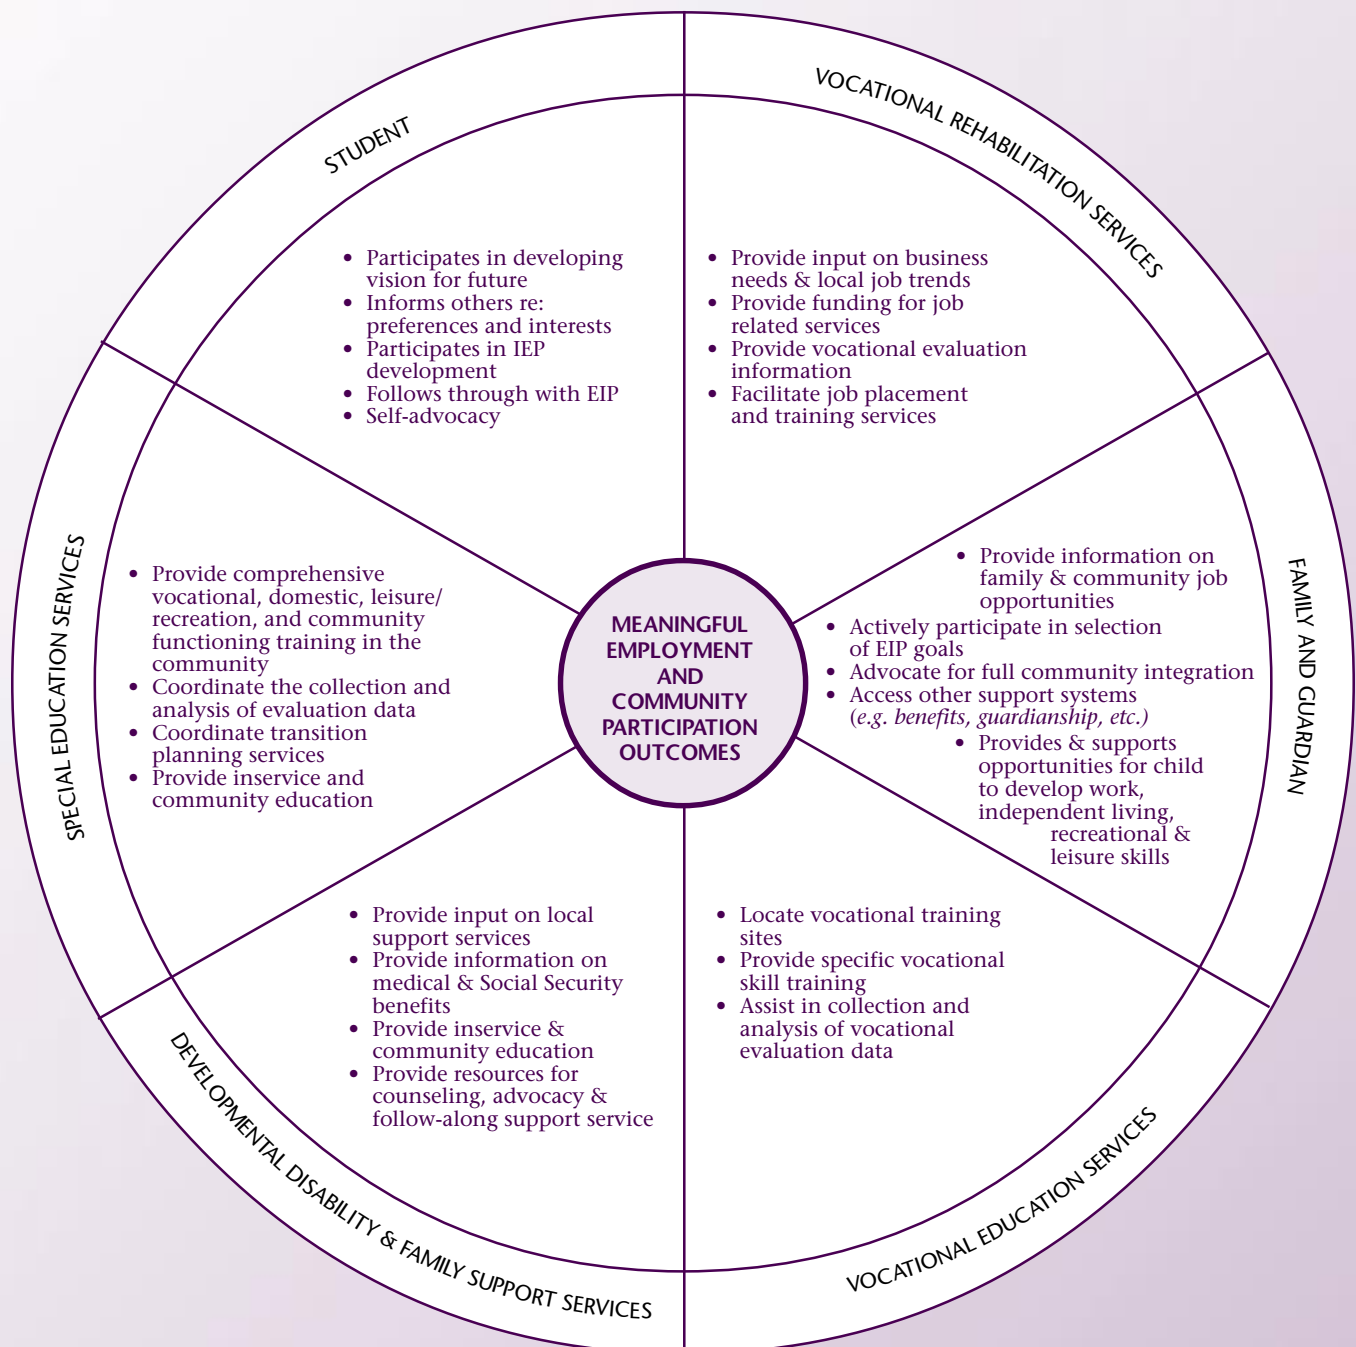 STUDENT
• Participates in developing
vision for future
• Informs others re:
preferences and interests
• Participates in IEP
development
• Follows through with EIP
• Self-advocacy
VOCATIONAL REHABILITATION SERVICES
• Provide input on business
needs & local job trends
• Provide funding for job
related services
• Provide vocational evaluation
information
• Facilitate job placement
and training services
SPECIAL EDUCATION SERVICES
• Provide comprehensive
vocational, domestic, leisure/
recreation, and community
functioning training in the
community
• Coordinate the collection and
analysis of evaluation data
• Coordinate transition
planning services
• Provide inservice and
community education
MEANINGFUL
EMPLOYMENT
AND
COMMUNITY
PARTICIPATION
OUTCOMES
FAMILY AND GUARDIAN
• Provide information on
family & community job
opportunities
• Actively participate in selection
of EIP goals
• Advocate for full community integration
• Access other support systems
(e.g. benefits, guardianship, etc.)
• Provides & supports
opportunities for child
to develop work,
independent living,
recreational &
leisure skills
DEVELOPMENTAL DISABILITY & FAMILY SUPPORT SERVICES
• Provide input on local
support services
• Provide information on
medical & Social Security
benefits
• Provide inservice &
community education
• Provide resources for
counseling, advocacy &
follow-along support service
VOCATIONAL EDUCATION SERVICES
• Locate vocational training
sites
• Provide specific vocational
skill training
• Assist in collection and
analysis of vocational
evaluation data